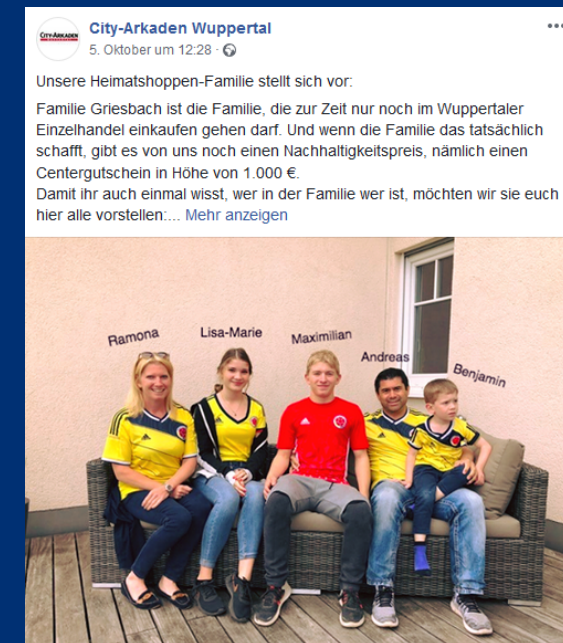 CITY-ARKADEN
WUPPERTAL
City-Arkaden Wuppertal
5. Oktober um 12:28 ·
Unsere Heimatshoppen-Familie stellt sich vor:
Familie Griesbach ist die Familie, die zur Zeit nur noch im Wuppertaler
Einzelhandel einkaufen gehen darf. Und wenn die Familie das tatsächlich
schafft, gibt es von uns noch einen Nachhaltigkeitspreis, nämlich einen
Centergutschein in Höhe von 1.000 €.
Damit ihr auch einmal wisst, wer in der Familie wer ist, möchten wir sie euch
hier alle vorstellen:... Mehr anzeigen
Ramona
Lisa-Marie
Maximilian
Andreas
Benjamin